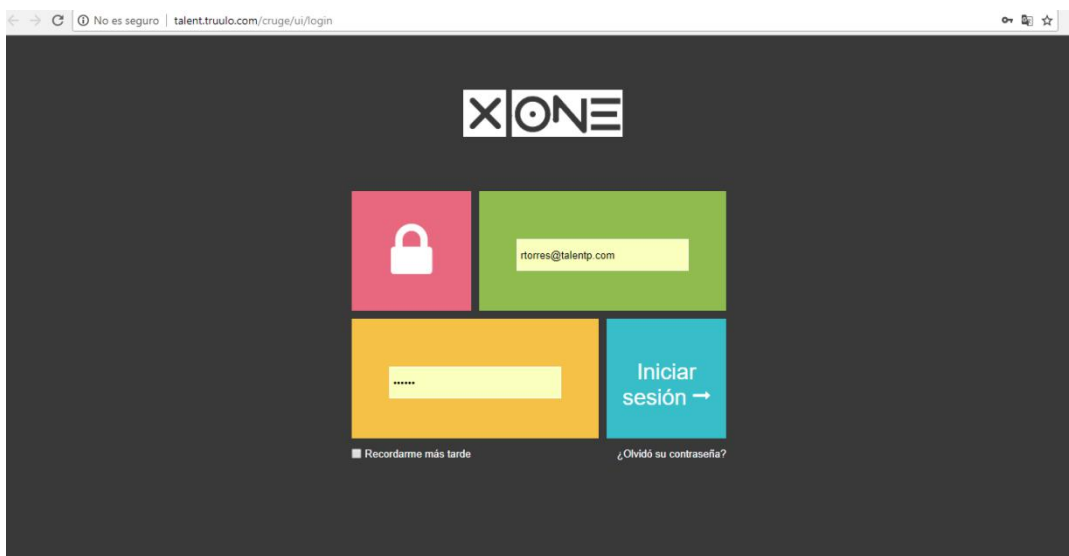 No es seguro | talent.truulo.com/cruge/ui/login
X ONE
rtorres@talentp.com
••••••
Iniciar
sesión →
Recordarme más tarde
¿Olvidó su contraseña?